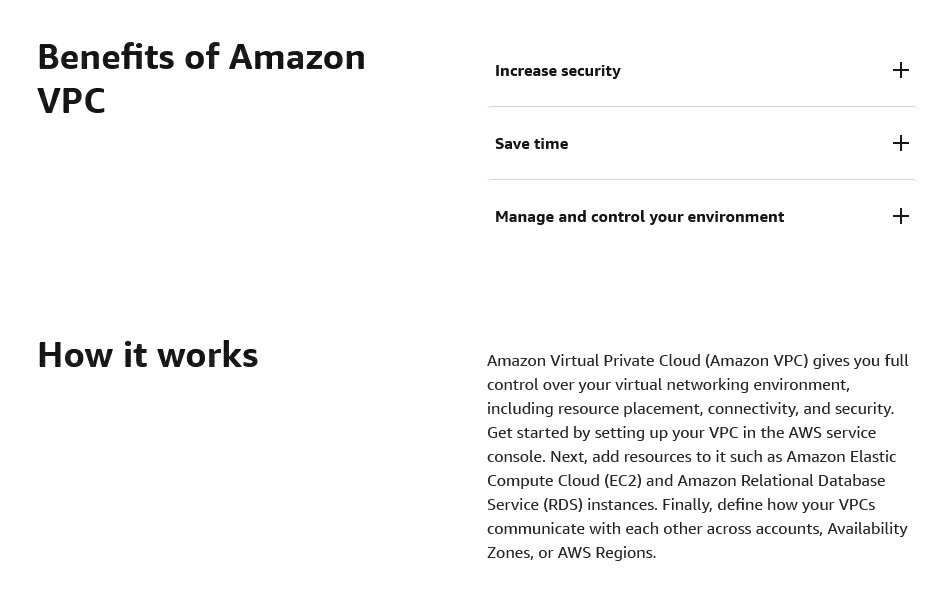 Benefits of Amazon
VPC
Increase security
Save time
Manage and control your environment
How it works
Amazon Virtual Private Cloud (Amazon VPC) gives you full
control over your virtual networking environment,
including resource placement, connectivity, and security.
Get started by setting up your VPC in the AWS service
console. Next, add resources to it such as Amazon Elastic
Compute Cloud (EC2) and Amazon Relational Database
Service (RDS) instances. Finally, define how your VPCs
communicate with each other across accounts, Availability
Zones, or AWS Regions.